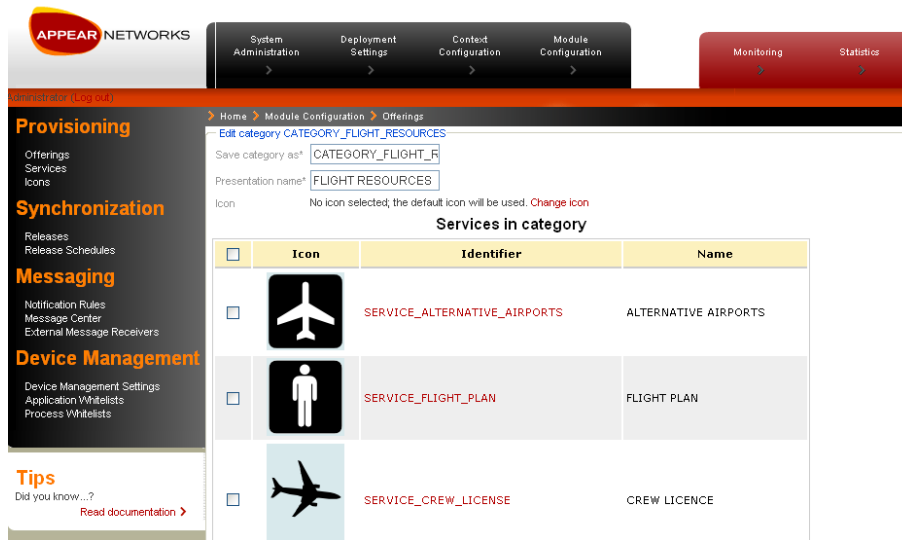 APPEAR NETWORKS
System Administration
Deployment Settings
Context Configuration
Module Configuration
Monitoring
Statistics
Administrator (Log out)
Home > Module Configuration > Offerings
Provisioning
Offerings
Services
Icons
Synchronization
Releases
Release Schedules
Messaging
Notification Rules
Message Center
External Message Receivers
Device Management
Device Management Settings
Application Whitelists
Process Whitelists
Tips
Did you know...?
Read documentation >
Edit category CATEGORY_FLIGHT_RESOURCES
Save category as* CATEGORY_FLIGHT_R
Presentation name* FLIGHT RESOURCES
Icon No icon selected; the default icon will be used. Change icon
Services in category
Icon Identifier Name
SERVICE_ALTERNATIVE_AIRPORTS ALTERNATIVE AIRPORTS
SERVICE_FLIGHT_PLAN FLIGHT PLAN
SERVICE_CREW_LICENSE CREW LICENCE